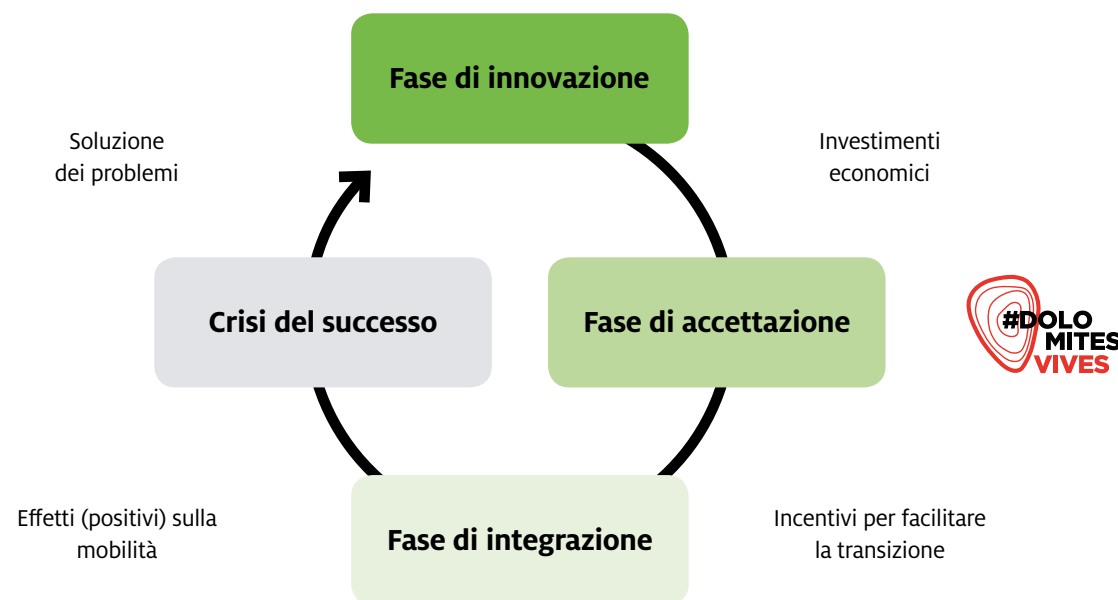 Fase di innovazione
Soluzione
dei problemi
Investimenti
economici
Crisi del successo
Fase di accettazione
#DOLO
MITES
VIVES
Effetti (positivi) sulla
mobilità
Fase di integrazione
Incentivi per facilitare
la transizione